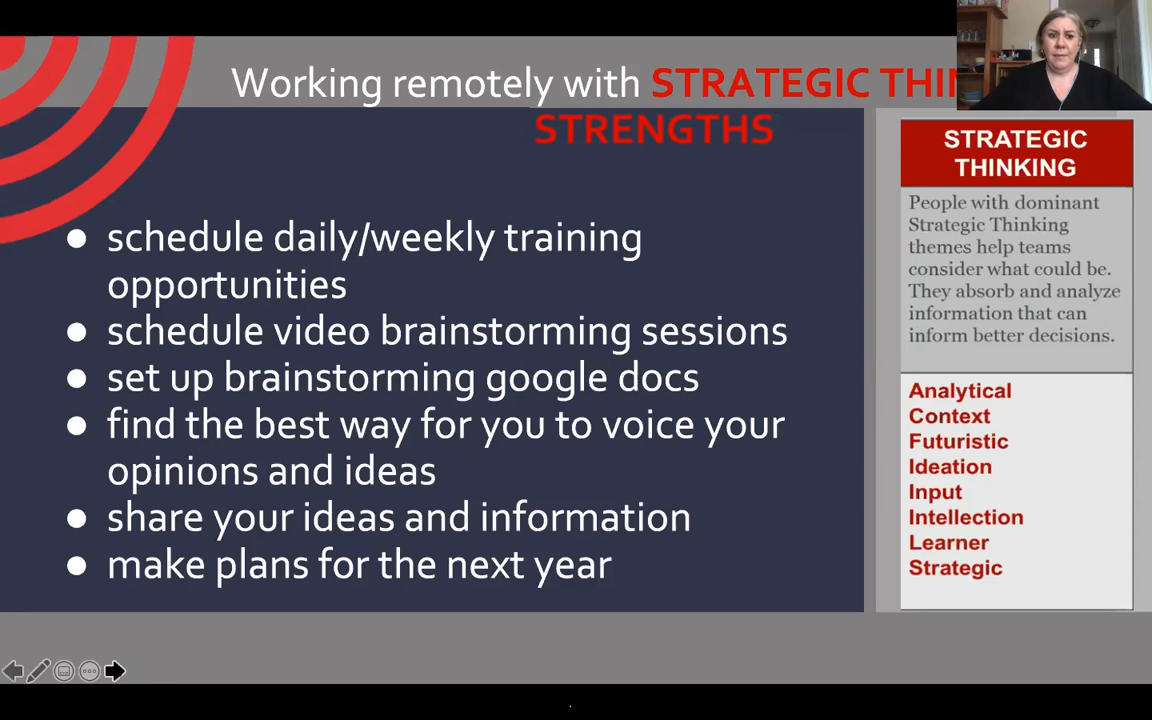 Working remotely with STRATEGIC
STRENGTHS
schedule daily/weekly training
opportunities
schedule video brainstorming sessions
set up brainstorming google docs
find the best way for you to voice your
opinions and ideas
share your ideas and information
make plans for the next year
STRATEGIC
THINKING
People with dominant
Strategic Thinking
themes help teams
consider what could be.
They absorb and analyze
information that can
inform better decisions.
Analytical
Context
Futuristic
Ideation
Input
Intellection
Learner
Strategic